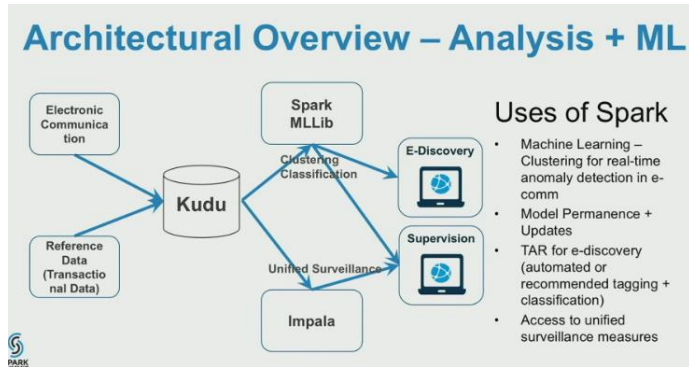 Architectural Overview – Analysis + ML
Electronic
Communica
tion
Reference
Data
(Transactio
nal Data)
Kudu
Spark
MLLib
Clustering
Classification
Unified Surveillance
Impala
E-Discovery
Supervision
Uses of Spark
• Machine Learning –
Clustering for real-time
anomaly detection in e-
comm
• Model Permanence +
Updates
• TAR for e-discovery
(automated or
recommended tagging +
classification)
• Access to unified
surveillance measures
SPARK